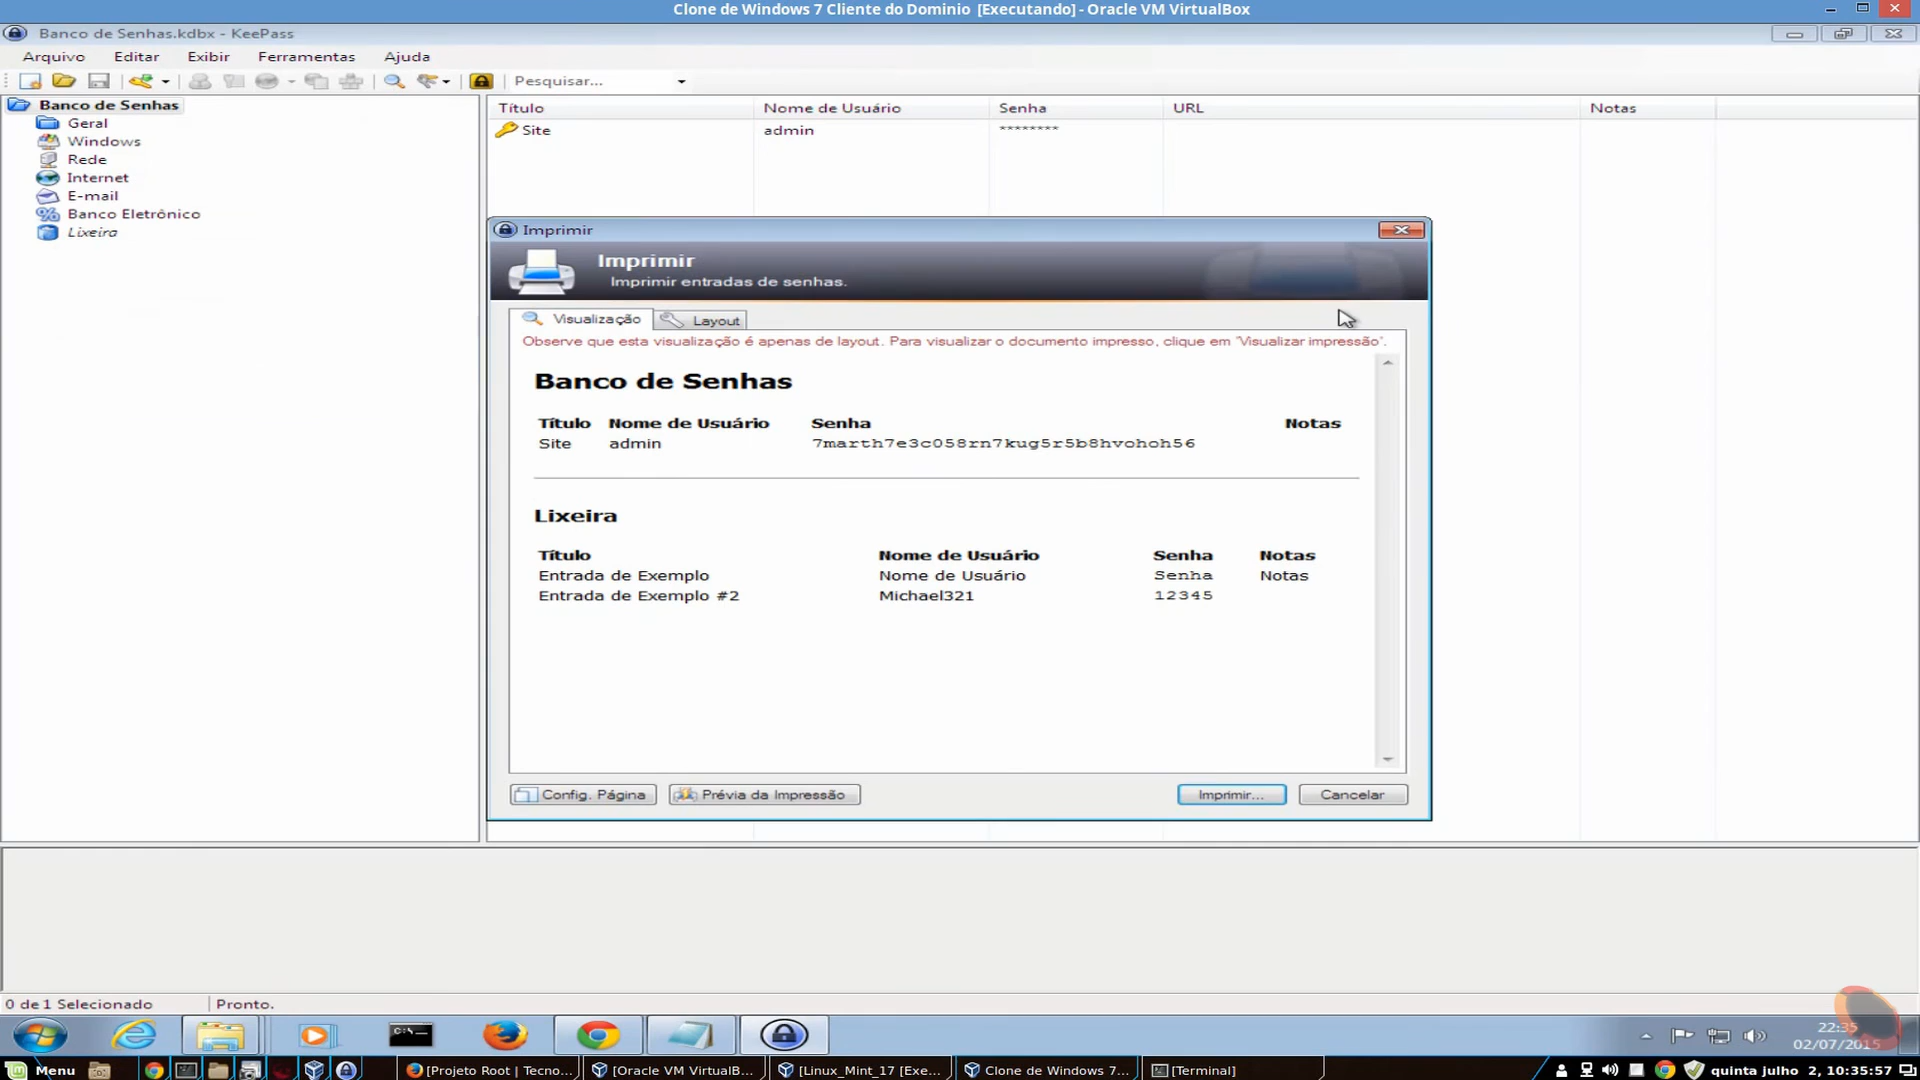 Clone de Windows 7 Cliente do Dominio [Executando] - Oracle VM VirtualBox
Banco de Senhas.kdbx - KeePass
Arquivo Editar Exibir Ferramentas Ajuda
Pesquisar...
Banco de Senhas
Geral
Windows
Rede
Internet
E-mail
Banco Eletrônico
Lixeira
Título Nome de Usuário Senha URL Notas
Site admin ********
Imprimir
Imprimir
Imprimir entradas de senhas.
Visualização Layout
Observe que esta visualização é apenas de layout. Para visualizar o documento impresso, clique em 'Visualizar impressão'.
Banco de Senhas
Título Nome de Usuário Senha Notas
Site admin 7marth7e3c058rn7kug5r5b8hvohoh56
Lixeira
Título Nome de Usuário Senha Notas
Entrada de Exemplo Nome de Usuário Senha Notas
Entrada de Exemplo #2 Michael321 12345
Config. Página Prévia da Impressão Imprimir... Cancelar
0 de 1 Selecionado Pronto.
22:35
02/07/2015
Menu [Projeto Root | Tecno... [Oracle VM VirtualB... [Linux_Mint_17 [Exe... Clone de Windows 7... [Terminal] quinta julho 2, 10:35:57